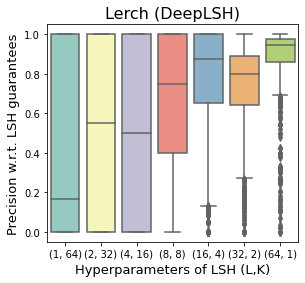 Lerch (DeepLSH)
Precision w.r.t. LSH guarantees
1.0
0.8
0.6
0.4
0.2
0.0
(1, 64) (2, 32) (4, 16) (8, 8) (16, 4) (32, 2) (64, 1)
Hyperparameters of LSH (L,K)